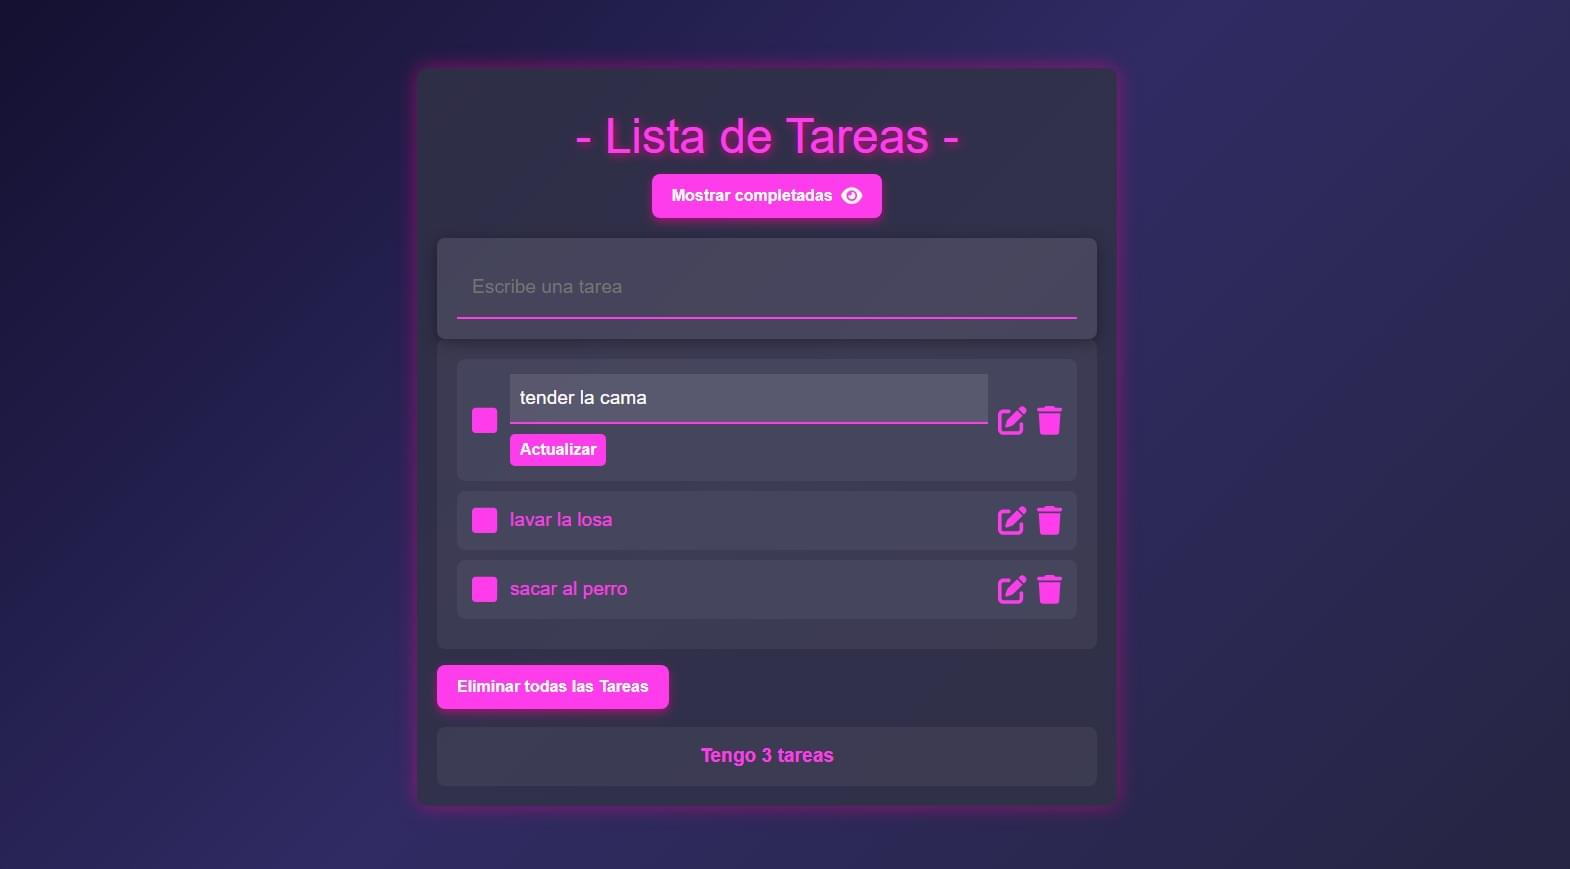 - Lista de Tareas -
Mostrar completadas
Escribe una tarea
tender la cama
Actualizar
lavar la losa
sacar al perro
Eliminar todas las Tareas
Tengo 3 tareas